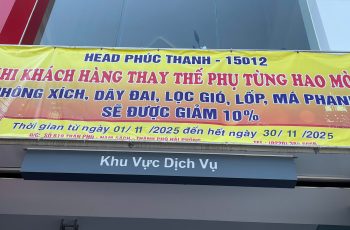 HEAD PHÚC THANH - 15012
KHI KHÁCH HÀNG THAY THẾ PHỤ TÙNG HAO MÒ
PHÔNG XÍCH, DÂY ĐAI, LỌC GIÓ, LỐP, MÁ PHANH
SẼ ĐƯỢC GIẢM 10%
Thời gian từ ngày 01/ 11 /2025 đến hết ngày 30/ 11 /2025
Khu Vực Dịch Vụ